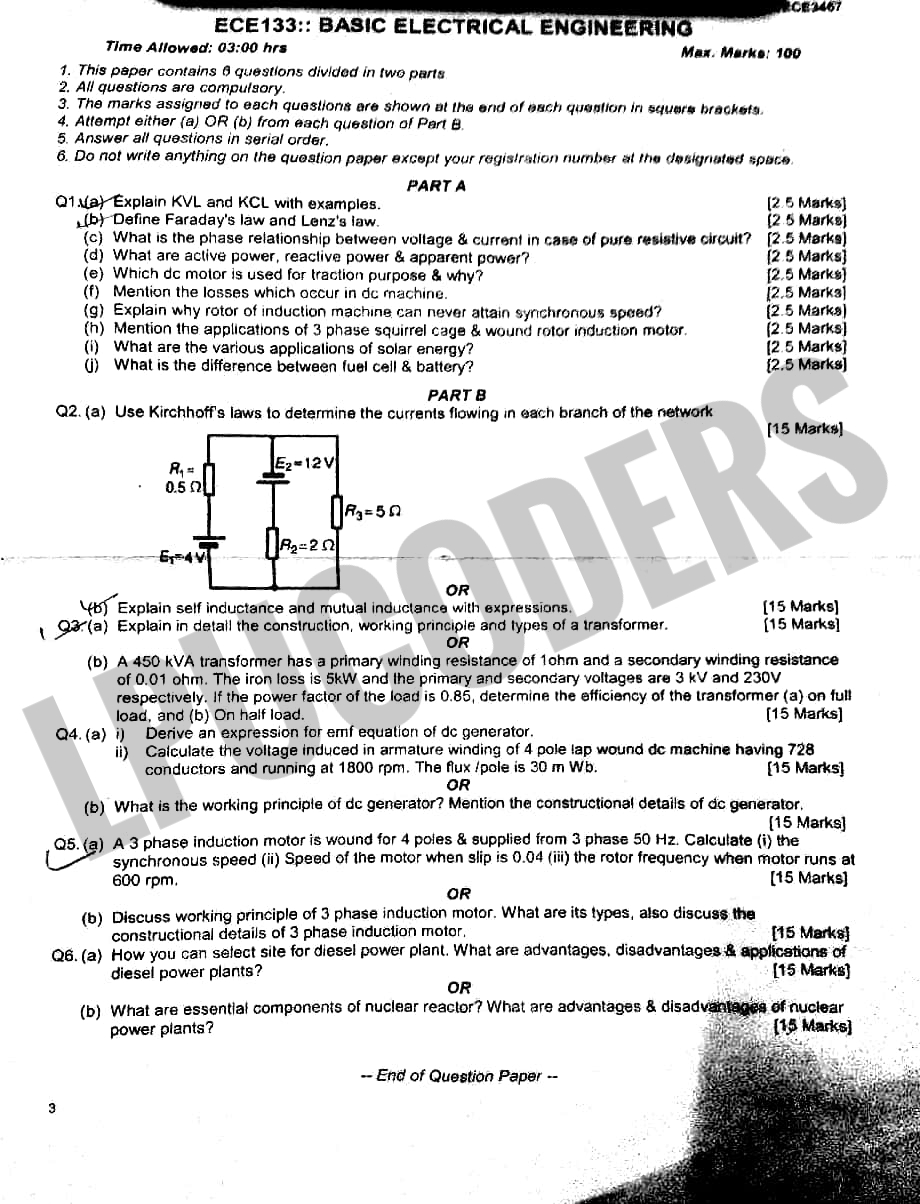 ECE3467
ECE133:: BASIC ELECTRICAL ENGINEERING
Time Allowed: 03:00 hrs Max. Marks: 100
1. This paper contains 6 questions divided in two parts
2. All questions are compulsory.
3. The marks assigned to each questions are shown at the end of each question in square brackets.
4. Attempt either (a) OR (b) from each question of Part B.
5. Answer all questions in serial order.
6. Do not write anything on the question paper except your registration number at the designated space.
PART A
Q1. (a) Explain KVL and KCL with examples. [2.5 Marks]
(b) Define Faraday's law and Lenz's law. [2.5 Marks]
(c) What is the phase relationship between voltage & current in case of pure resistive circuit? [2.5 Marks]
(d) What are active power, reactive power & apparent power? [2.5 Marks]
(e) Which dc motor is used for traction purpose & why? [2.5 Marks]
(f) Mention the losses which occur in dc machine. [2.5 Marks]
(g) Explain why rotor of induction machine can never attain synchronous speed? [2.5 Marks]
(h) Mention the applications of 3 phase squirrel cage & wound rotor induction motor. [2.5 Marks]
(i) What are the various applications of solar energy? [2.5 Marks]
(j) What is the difference between fuel cell & battery? [2.5 Marks]
PART B
Q2. (a) Use Kirchhoff's laws to determine the currents flowing in each branch of the network
[15 Marks]
E₂=12 V
R₁ =
0.5 Ω
R₃=5 Ω
R₂=2 Ω
E₁=4 V
OR
(b) Explain self inductance and mutual inductance with expressions. [15 Marks]
Q3. (a) Explain in detail the construction, working principle and types of a transformer. [15 Marks]
OR
(b) A 450 kVA transformer has a primary winding resistance of 1ohm and a secondary winding resistance
of 0.01 ohm. The iron loss is 5kW and the primary and secondary voltages are 3 kV and 230V
respectively. If the power factor of the load is 0.85, determine the efficiency of the transformer (a) on full
load, and (b) On half load. [15 Marks]
Q4. (a) i) Derive an expression for emf equation of dc generator.
ii) Calculate the voltage induced in armature winding of 4 pole lap wound dc machine having 728
conductors and running at 1800 rpm. The flux /pole is 30 m Wb. [15 Marks]
OR
(b) What is the working principle of dc generator? Mention the constructional details of dc generator.
[15 Marks]
Q5. (a) A 3 phase induction motor is wound for 4 poles & supplied from 3 phase 50 Hz. Calculate (i) the
synchronous speed (ii) Speed of the motor when slip is 0.04 (iii) the rotor frequency when motor runs at
600 rpm. [15 Marks]
OR
(b) Discuss working principle of 3 phase induction motor. What are its types, also discuss the
constructional details of 3 phase induction motor. [15 Marks]
Q6. (a) How you can select site for diesel power plant. What are advantages, disadvantages & applications of
diesel power plants? [15 Marks]
OR
(b) What are essential components of nuclear reactor? What are advantages & disadvantages of nuclear
power plants? [15 Marks]
-- End of Question Paper --
3
LPUCODERS